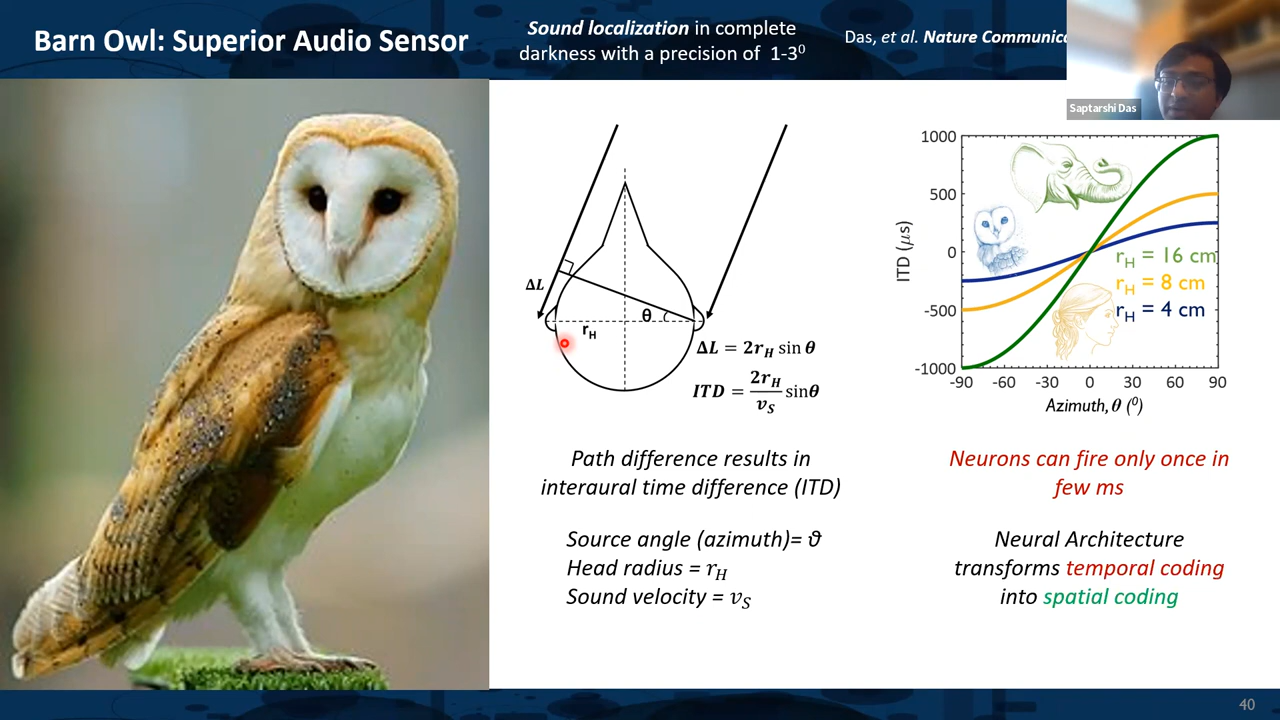 Barn Owl: Superior Audio Sensor
Sound localization in complete
darkness with a precision of 1-3⁰
Das, et al. Nature
Saptarshi Das
ΔL
θ
r_H
ΔL = 2r_H sin θ
ITD = 2r_H/v_S sinθ
1000
500
0
-500
-1000
ITD (μs)
r_H = 16 cm
r_H = 8 cm
r_H = 4 cm
-90 -60 -30 0 30 60 90
Azimuth, θ (⁰)
Path difference results in
interaural time difference (ITD)
Source angle (azimuth)= ϑ
Head radius = r_H
Sound velocity = v_S
Neurons can fire only once in
few ms
Neural Architecture
transforms temporal coding
into spatial coding
40